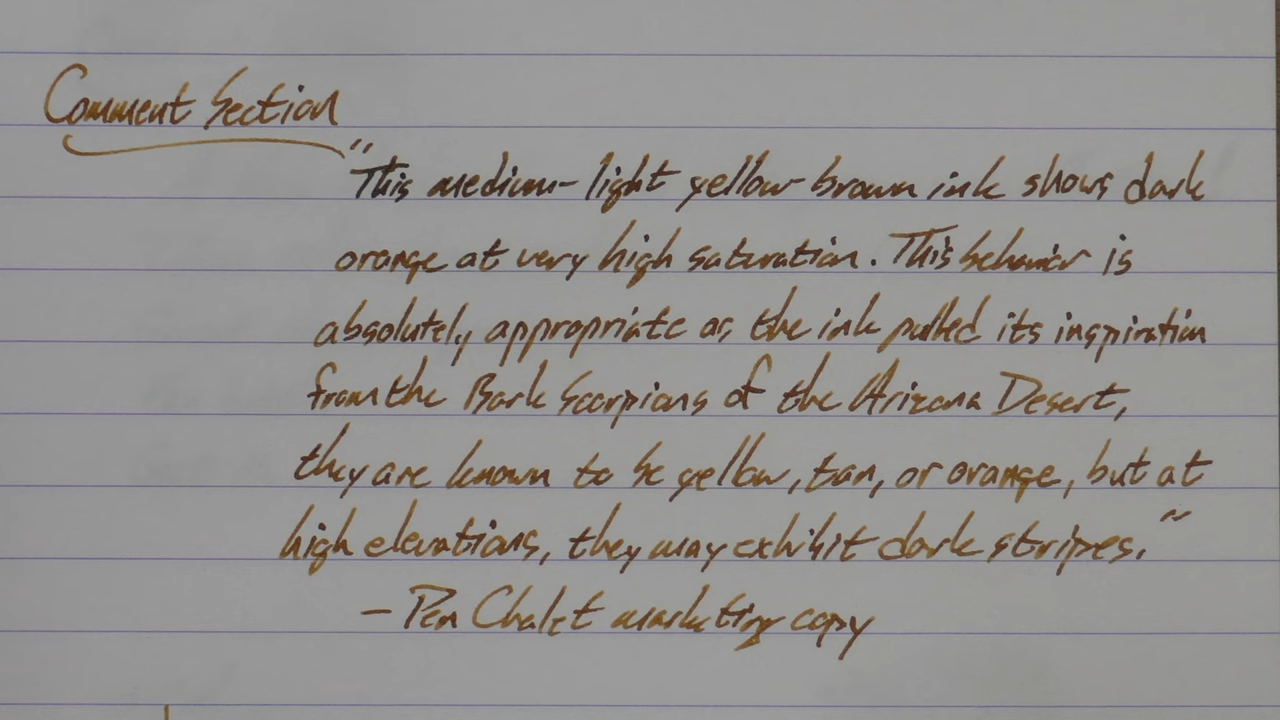 Comment Section
"This medium-light yellow-brown ink shows dark
orange at very high saturation. This behavior is
absolutely appropriate as the ink pulled its inspiration
from the Bark Scorpions of the Arizona Desert,
they are known to be yellow, tan, or orange, but at
high elevations, they may exhibit dark stripes."
- Pen Chalet marketing copy